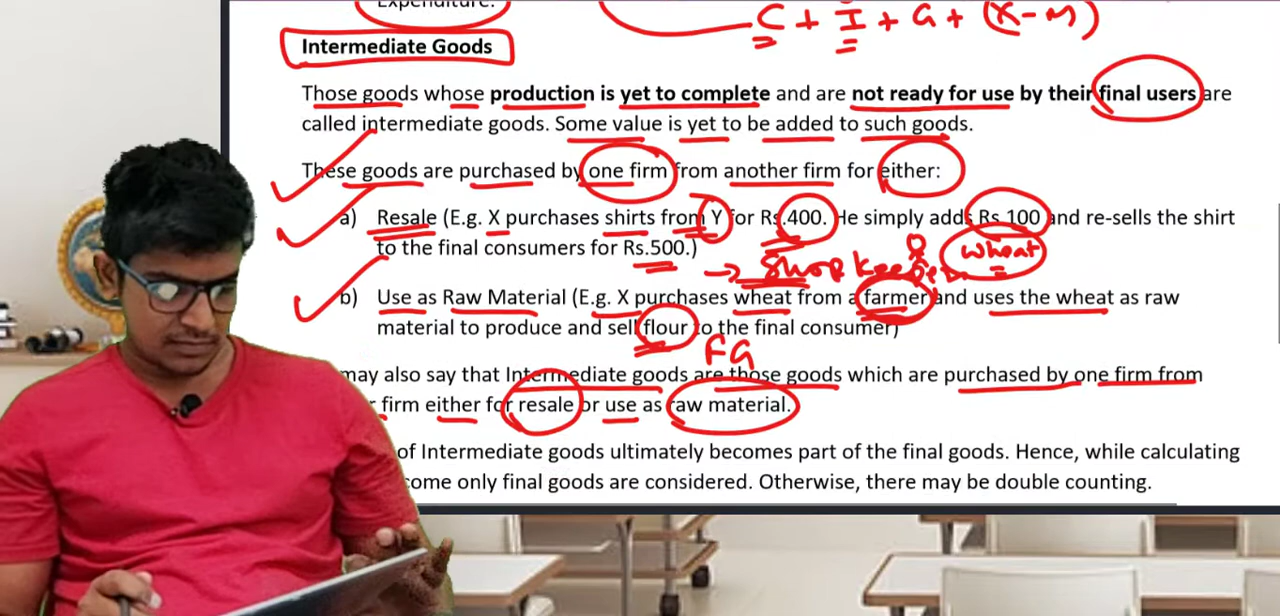 Expenditure.
C + I + G + (X-M)
Intermediate Goods
Those goods whose production is yet to complete and are not ready for use by their final users are
called intermediate goods. Some value is yet to be added to such goods.
These goods are purchased by one firm from another firm for either:
a) Resale (E.g. X purchases shirts from Y for Rs.400. He simply adds Rs.100 and re-sells the shirt
to the final consumers for Rs.500.)
→ Shop keeper
wheat
b) Use as Raw Material (E.g. X purchases wheat from a farmer and uses the wheat as raw
material to produce and sell flour to the final consumer)
FG
may also say that Intermediate goods are those goods which are purchased by one firm from
firm either for resale or use as raw material.
of Intermediate goods ultimately becomes part of the final goods. Hence, while calculating
come only final goods are considered. Otherwise, there may be double counting.